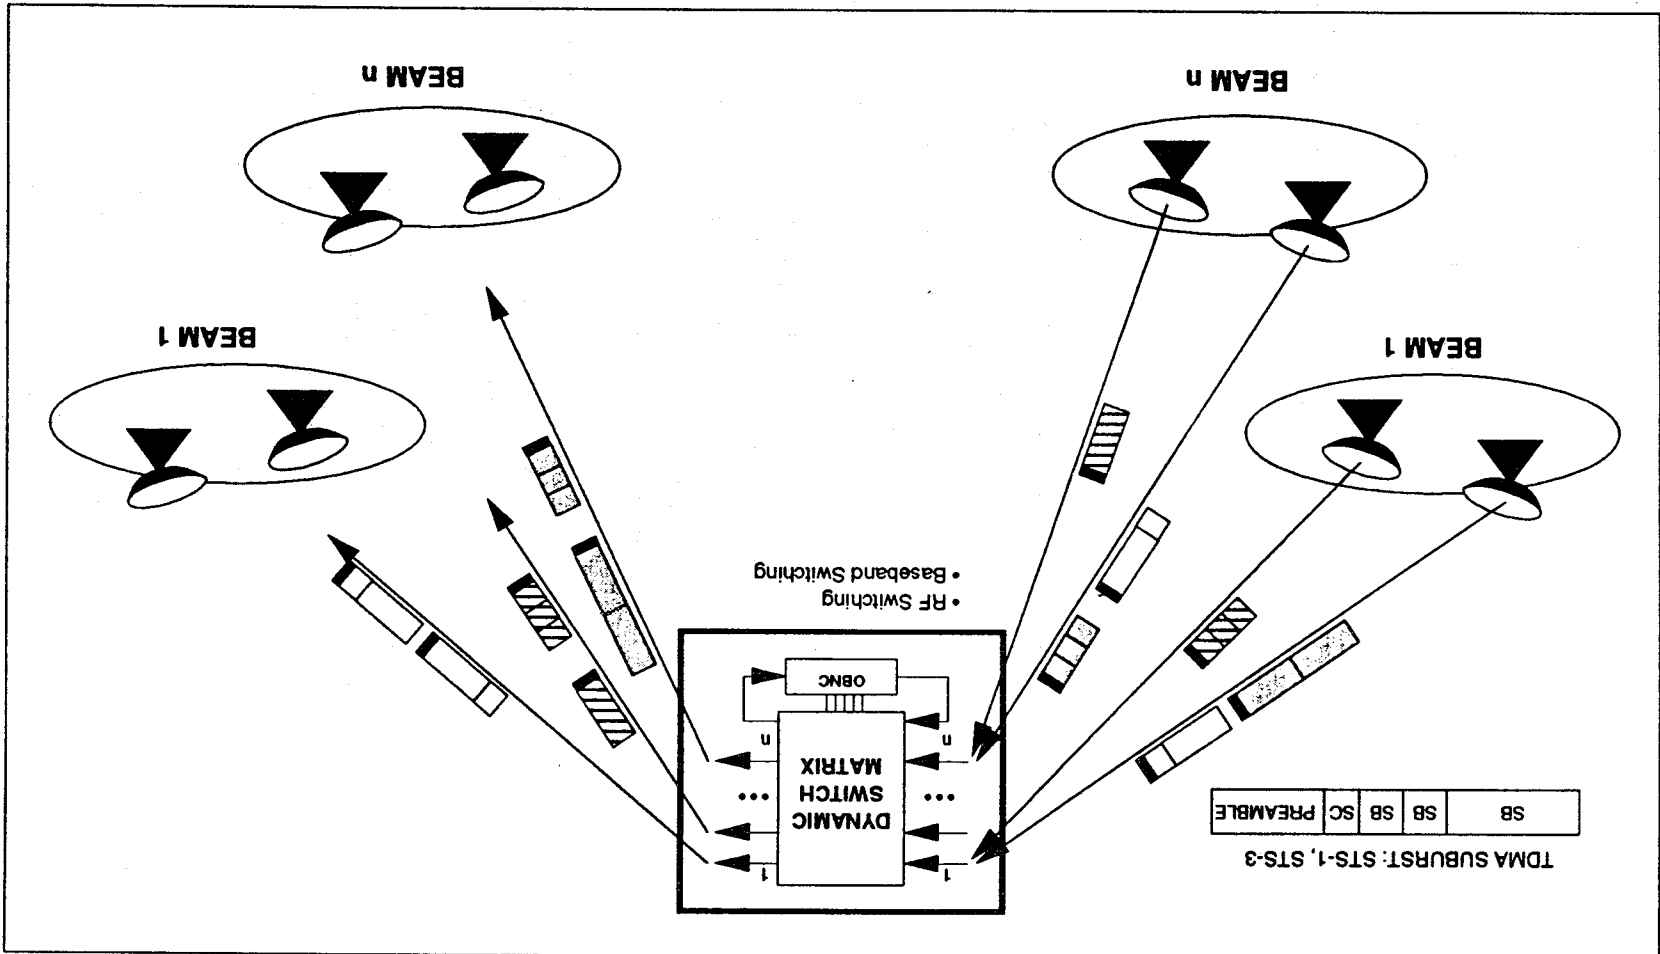 TDMA SUBURST: STS-1, STS-3
SB SB SB SC PREAMBLE
1
1
DYNAMIC
SWITCH
MATRIX
...
...
n
n
OBNC
• RF Switching
• Baseband Switching
BEAM 1
BEAM 1
BEAM n
BEAM n